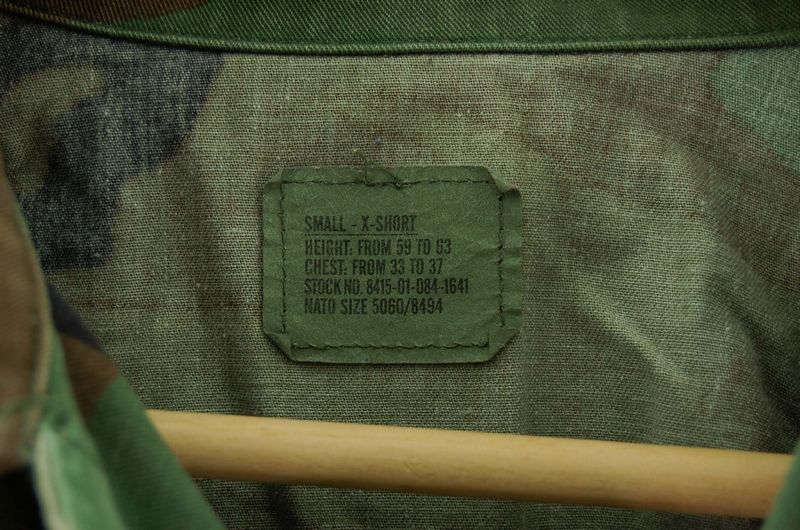 SMALL - X-SHORT
HEIGHT: FROM 59 TO 63
CHEST: FROM 33 TO 37
STOCK NO. 8415-01-084-1641
NATO SIZE 5060/8494